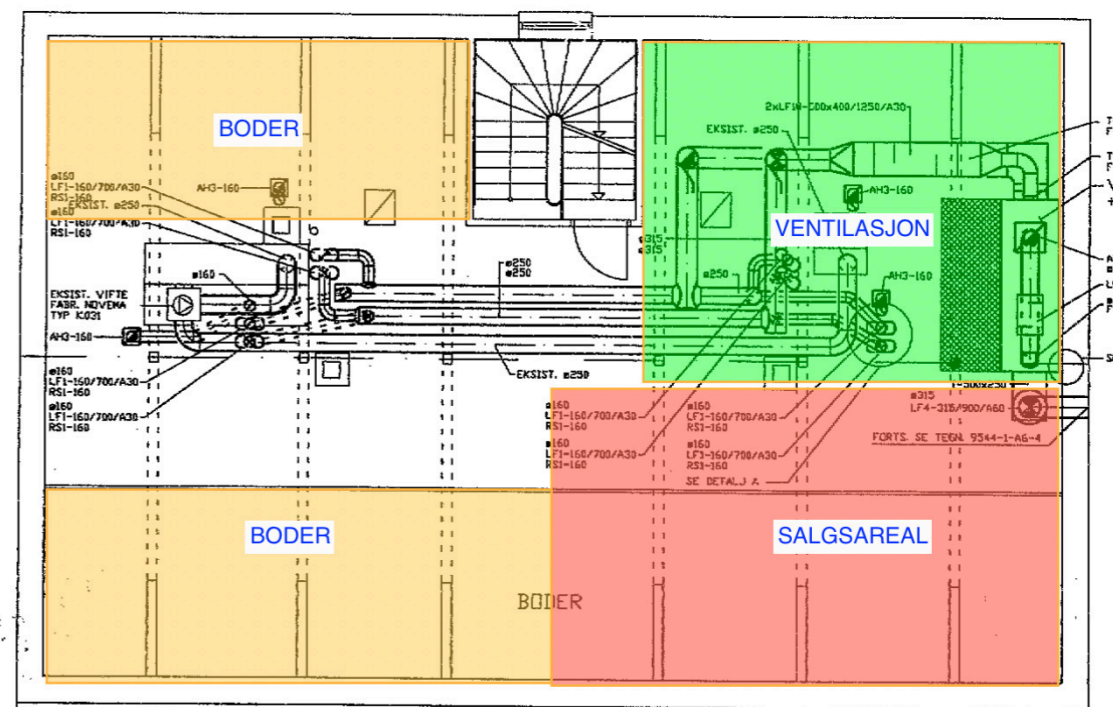 BODER
2xLF1W-500x400/1250/A30
EKSIST. ø250
ø160
LF1-160/700/A30
RS1-160
EKSIST. ø250
ø160
LF1-160/700/A30
RS1-160
AH3-160
AH3-160
VENTILASJON
ø315
ø315
ø160
ø250
ø250
ø250
AH3-160
EKSIST. VIFTE
FABR. NOVEMA
TYP K031
AH3-160
EKSIST. ø250
ø160
LF1-160/700/A30
RS1-160
ø160
LF1-160/700/A30
RS1-160
ø160
LF1-160/700/A30
RS1-160
ø160
LF1-160/700/A30
RS1-160
ø160
LF1-160/700/A30
RS1-160
ø160
LF1-160/700/A30
RS1-160
SE DETALJ A
ø315
LF4-315/900/A60
FORTS. SE TEGN. 9544-1-A6-4
BODER
SALGSAREAL
BODER